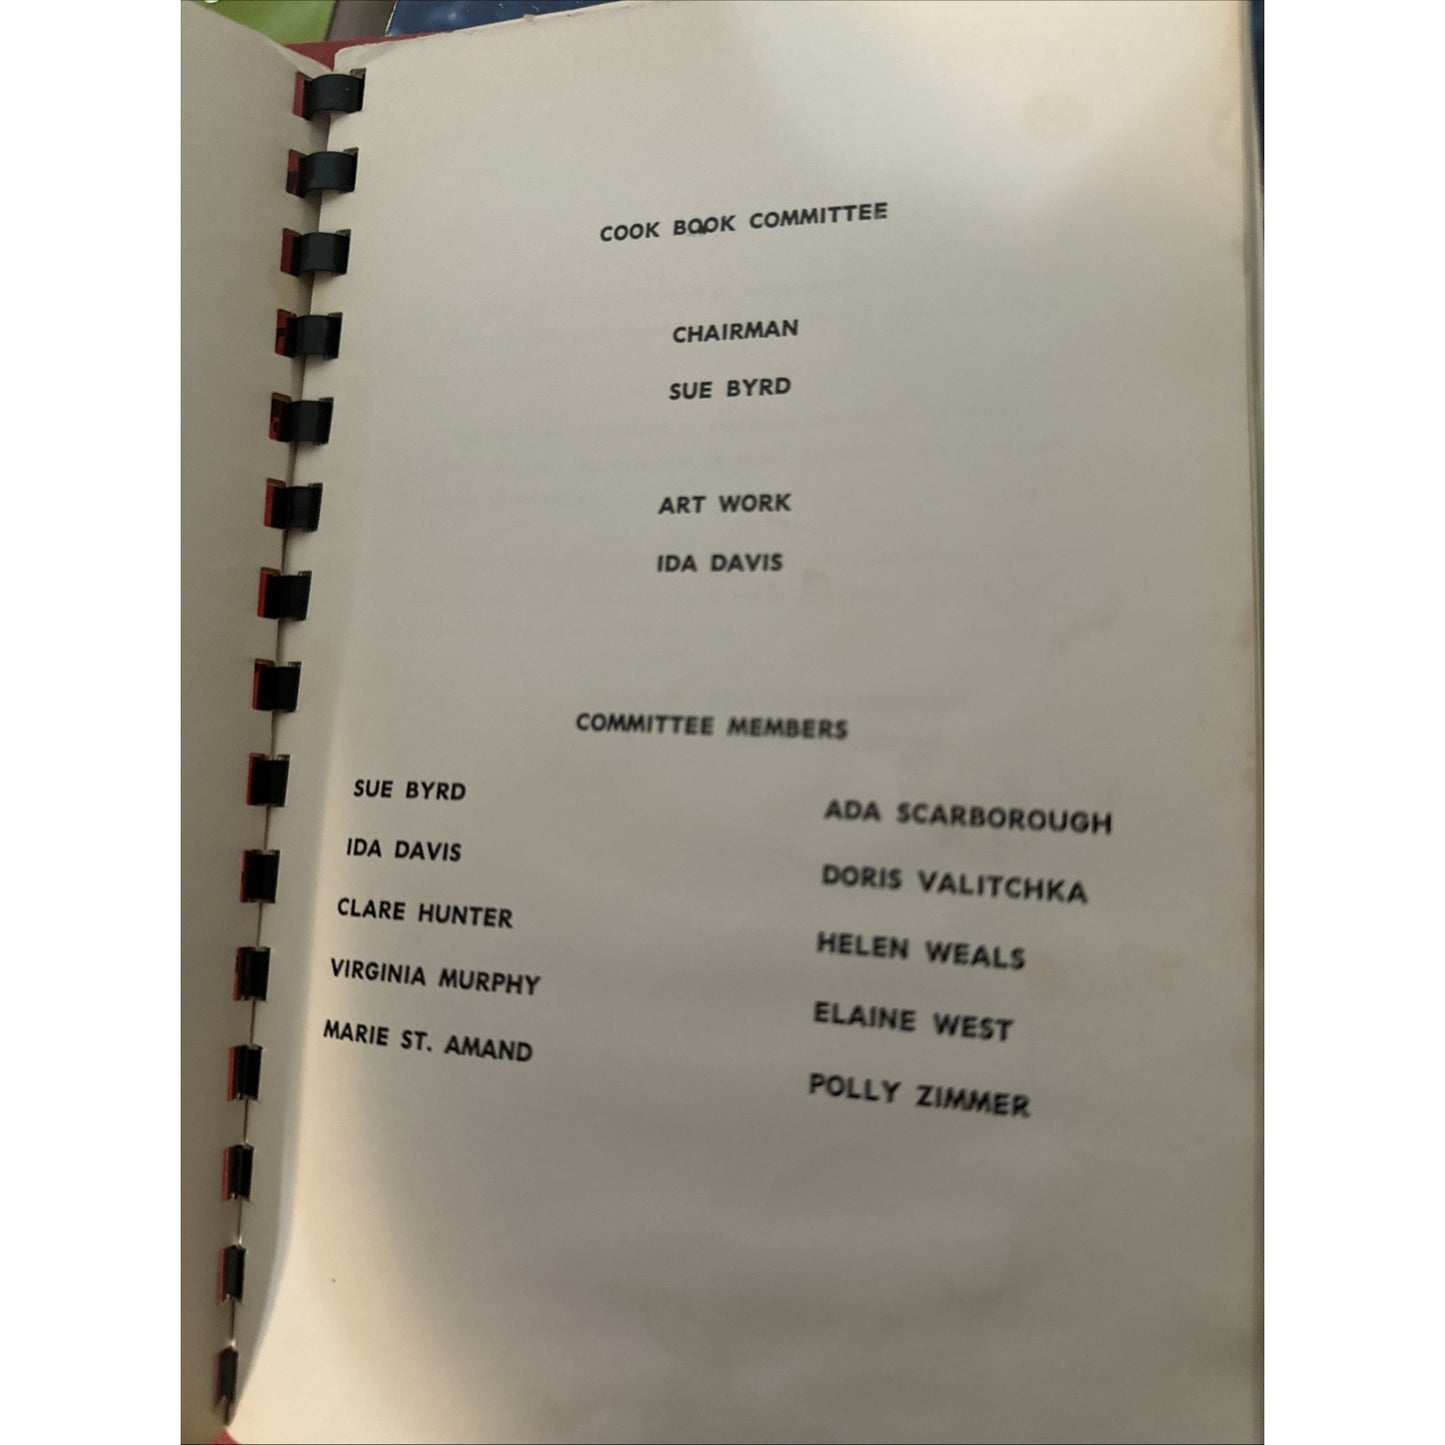 COOK BOOK COMMITTEE
CHAIRMAN
SUE BYRD
ART WORK
IDA DAVIS
COMMITTEE MEMBERS
SUE BYRD
IDA DAVIS
CLARE HUNTER
VIRGINIA MURPHY
MARIE ST. AMAND
ADA SCARBOROUGH
DORIS VALITCHKA
HELEN WEALS
ELAINE WEST
POLLY ZIMMER